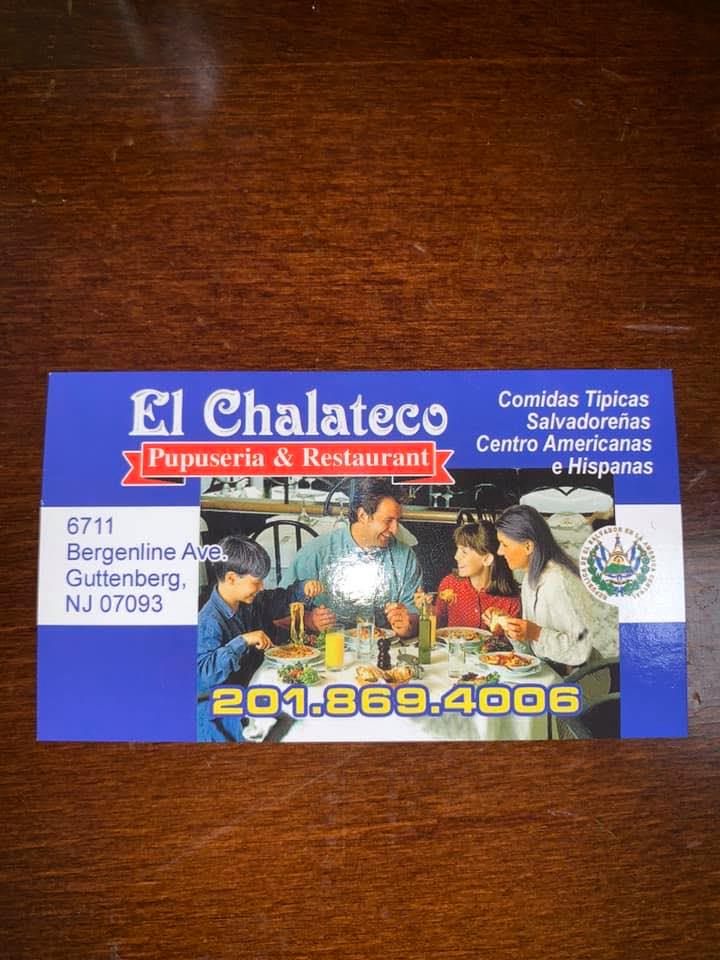 El Chalateco
Pupuseria & Restaurant
Comidas Tipicas
Salvadoreñas
Centro Americanas
e Hispanas
6711
Bergenline Ave.
Guttenberg,
NJ 07093
201.869.4006